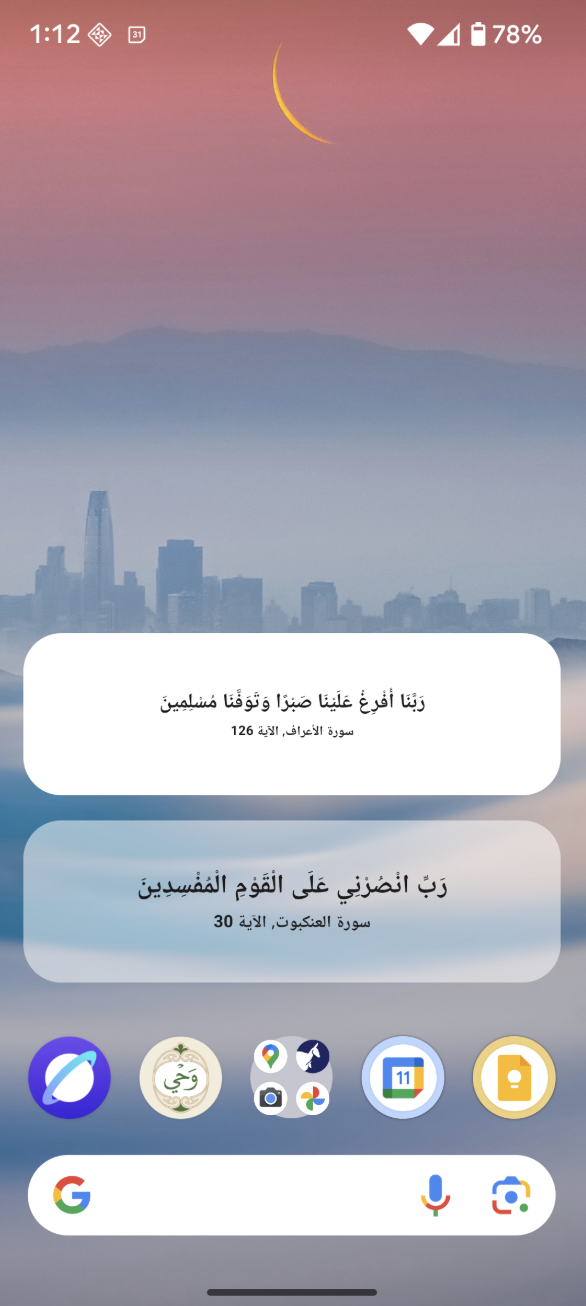 1:12
31
78%
رَبَّنَا أَفْرِغْ عَلَيْنَا صَبْرًا وَتَوَفَّنَا مُسْلِمِينَ
سورة الأعراف, الآية 126
رَبِّ انْصُرْنِي عَلَى الْقَوْمِ الْمُفْسِدِينَ
سورة العنكبوت, الآية 30
وَحْي
11